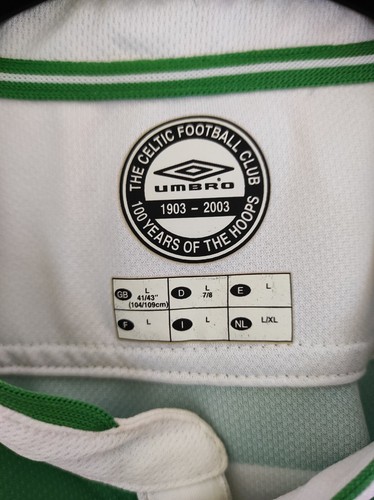 THE CELTIC FOOTBALL CLUB
UMBRO
1903 - 2003
100 YEARS OF THE HOOPS
GB L 41/43" (104/109cm)
D L 7/8
E L
F L
I L
NL L/XL